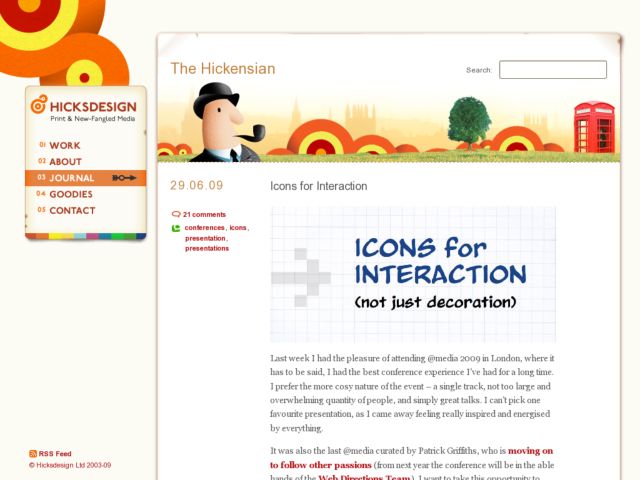 HICKSDESIGN
Print & New-Fangled Media
01 WORK
02 ABOUT
03 JOURNAL
04 GOODIES
05 CONTACT
RSS Feed
© Hicksdesign Ltd 2003-09
The Hickensian
Search:
29.06.09
21 comments
conferences, icons,
presentation,
presentations
Icons for Interaction
ICONS for
INTERACTION
(not just decoration)
Last week I had the pleasure of attending @media 2009 in London, where it
has to be said, I had the best conference experience I've had for a long time.
I prefer the more cosy nature of the event – a single track, not too large and
overwhelming quantity of people, and simply great talks. I can't pick one
favourite presentation, as I came away feeling really inspired and energised
by everything.
It was also the last @media curated by Patrick Griffiths, who is moving on
to follow other passions (from next year the conference will be in the able
hands of the Web Directions Team). I want to take this opportunity to